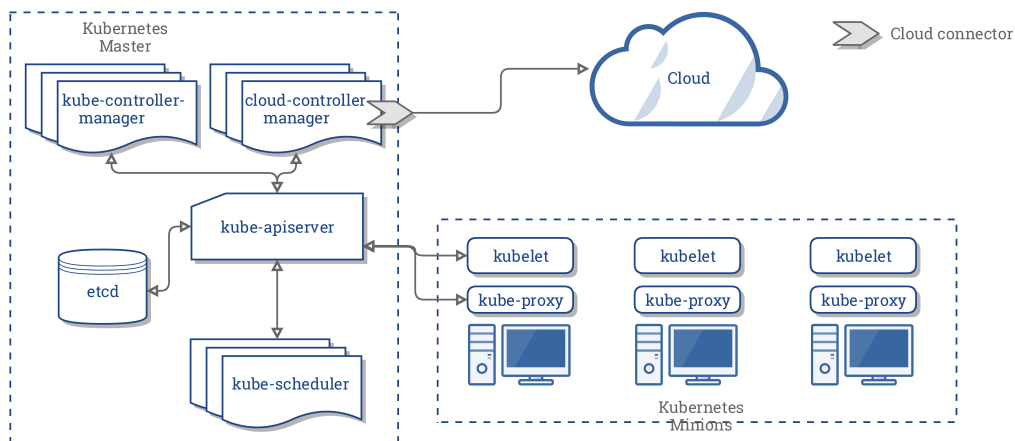 Kubernetes
Master
Cloud connector
kube-controller-
manager
cloud-controller
manager
Cloud
kube-apiserver
etcd
kube-scheduler
kubelet
kubelet
kubelet
kube-proxy
kube-proxy
kube-proxy
Kubernetes
Minions